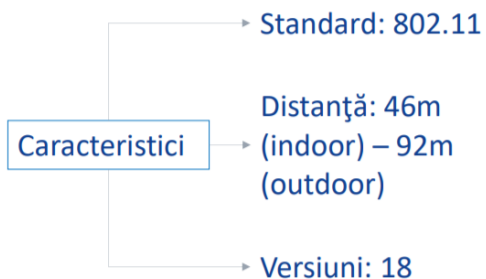 Standard: 802.11
Distanţă: 46m
Caracteristici
(indoor) – 92m
(outdoor)
Versiuni: 18